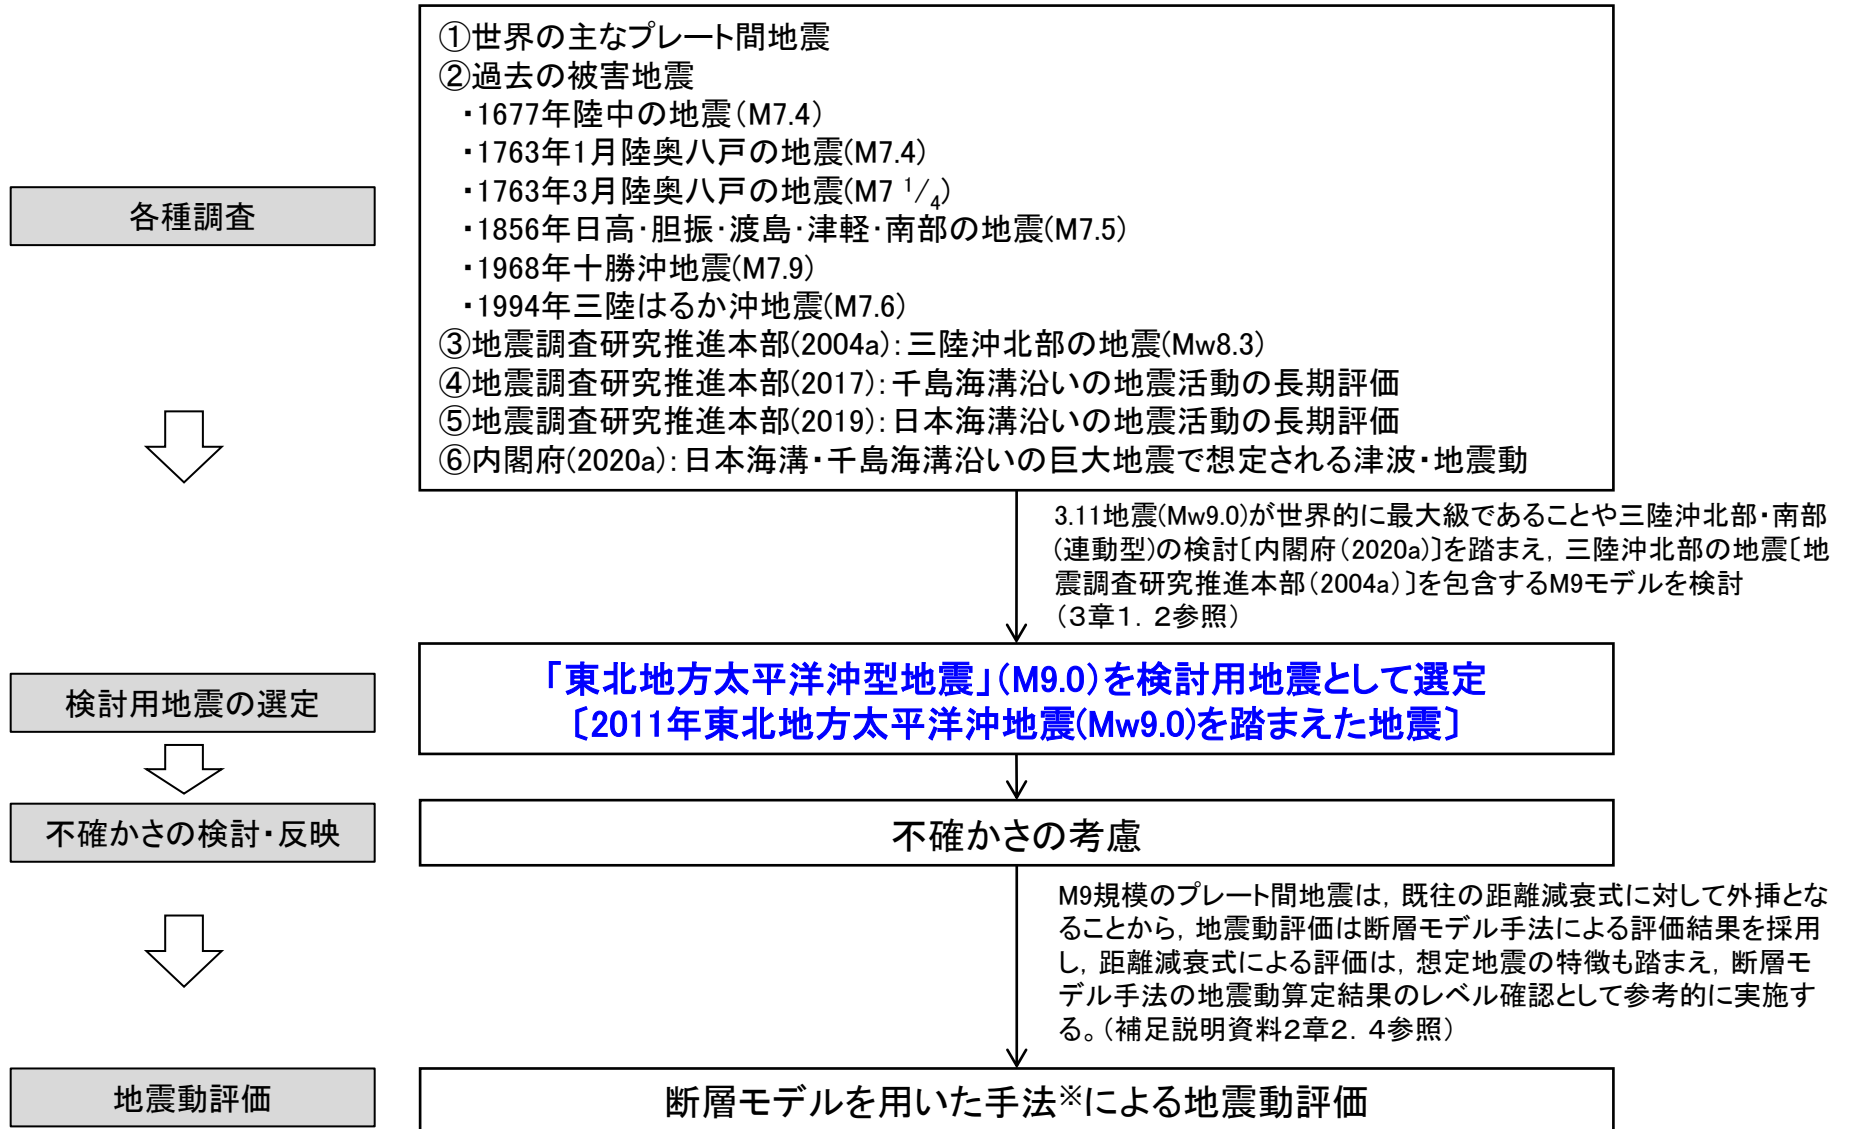 ①世界の主なプレート間地震
②過去の被害地震
・1677年陸中の地震(M7.4)
・1763年1月陸奥八戸の地震(M7.4)
・1763年3月陸奥八戸の地震(M7 1/4)
・1856年日高・胆振・渡島・津軽・南部の地震(M7.5)
・1968年十勝沖地震(M7.9)
・1994年三陸はるか沖地震(M7.6)
③地震調査研究推進本部(2004a):三陸沖北部の地震(Mw8.3)
④地震調査研究推進本部(2017):千島海溝沿いの地震活動の長期評価
⑤地震調査研究推進本部(2019):日本海溝沿いの地震活動の長期評価
⑥内閣府(2020a):日本海溝・千島海溝沿いの巨大地震で想定される津波・地震動
各種調査
3.11地震(Mw9.0)が世界的に最大級であることや三陸沖北部・南部
(連動型)の検討〔内閣府(2020a)〕を踏まえ,三陸沖北部の地震〔地
震調査研究推進本部(2004a)〕を包含するM9モデルを検討
(3章1.2参照)
検討用地震の選定
「東北地方太平洋沖型地震」(M9.0)を検討用地震として選定
〔2011年東北地方太平洋沖地震(Mw9.0)を踏まえた地震〕
不確かさの検討・反映
不確かさの考慮
M9規模のプレート間地震は,既往の距離減衰式に対して外挿とな
ることから,地震動評価は断層モデル手法による評価結果を採用
し,距離減衰式による評価は,想定地震の特徴も踏まえ,断層モ
デル手法の地震動算定結果のレベル確認として参考的に実施す
る。(補足説明資料2章2.4参照)
地震動評価
断層モデルを用いた手法※による地震動評価